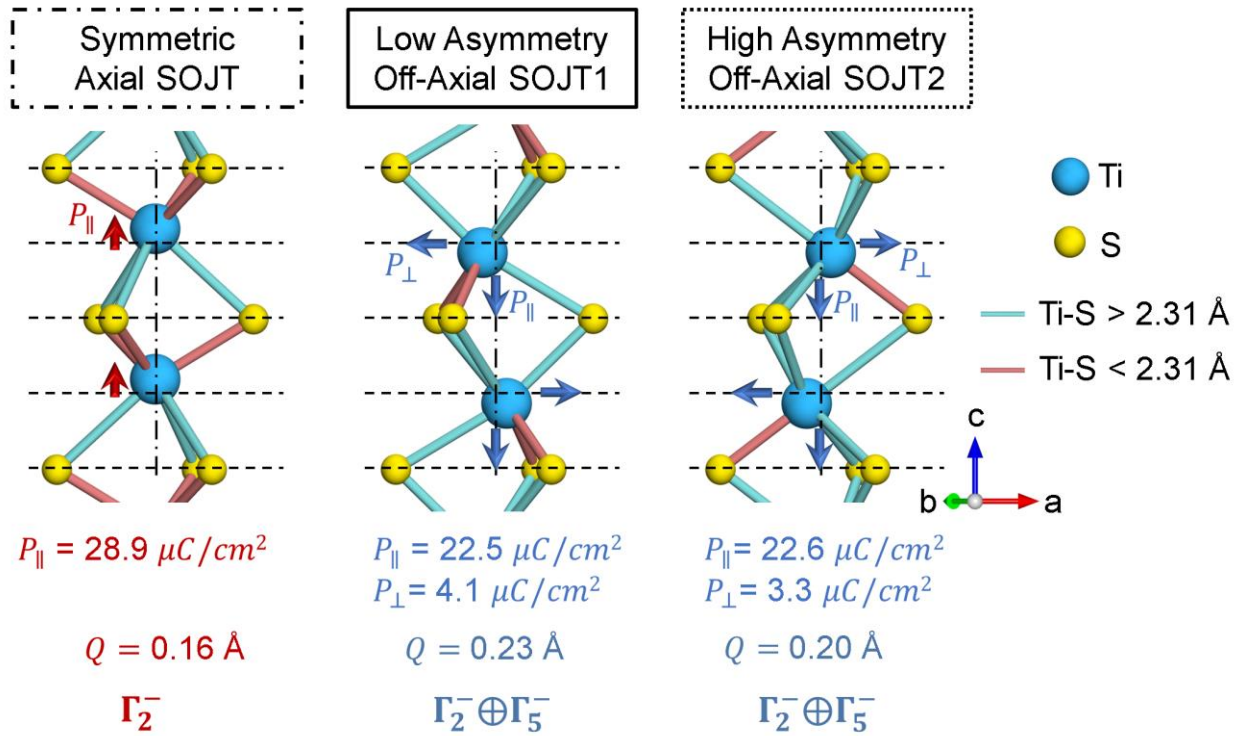 Symmetric
Axial SOJT
Low Asymmetry
Off-Axial SOJT1
High Asymmetry
Off-Axial SOJT2
P∥
P⊥
P∥
P⊥
P∥
Ti
S
Ti-S > 2.31 Å
Ti-S < 2.31 Å
c
b
a
P∥ = 28.9 μC/cm²
P∥ = 22.5 μC/cm²
P⊥ = 4.1 μC/cm²
P∥= 22.6 μC/cm²
P⊥ = 3.3 μC/cm²
Q = 0.16 Å
Q = 0.23 Å
Q = 0.20 Å
Γ₂⁻
Γ₂⁻⊕Γ₅⁻
Γ₂⁻⊕Γ₅⁻